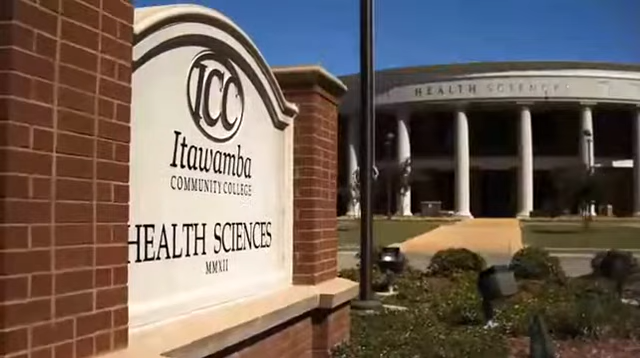 ICC
Itawamba
COMMUNITY COLLEGE
HEALTH SCIENCES
MMXII
HEALTH SCIENCES